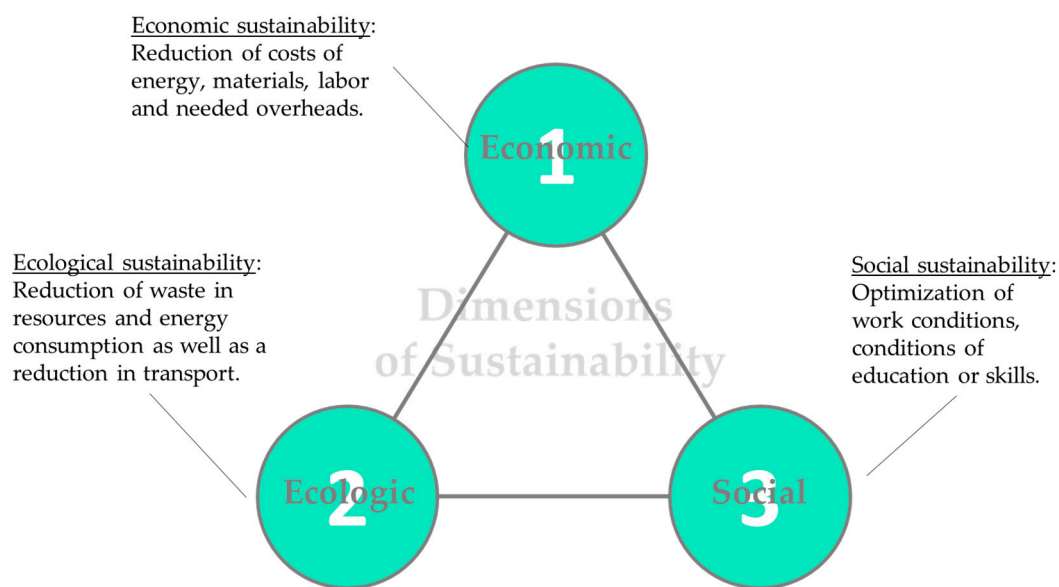 Economic sustainability:
Reduction of costs of
energy, materials, labor
and needed overheads.
1
Economic
Ecological sustainability:
Reduction of waste in
resources and energy
consumption as well as a
reduction in transport.
Dimensions
of Sustainability
Social sustainability:
Optimization of
work conditions,
conditions of
education or skills.
2
Ecologic
3
Social